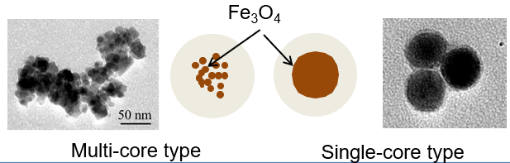 Fe₃O₄
50 nm
Multi-core type
Single-core type